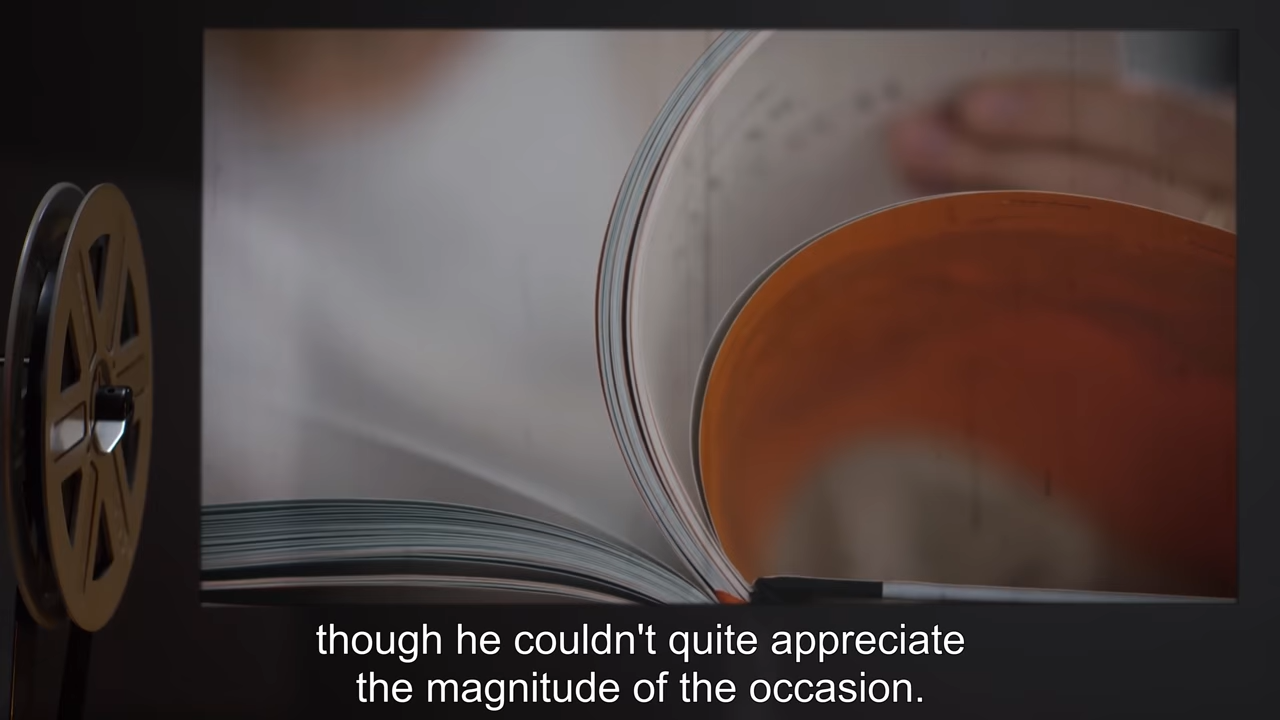 though he couldn't quite appreciate
the magnitude of the occasion.